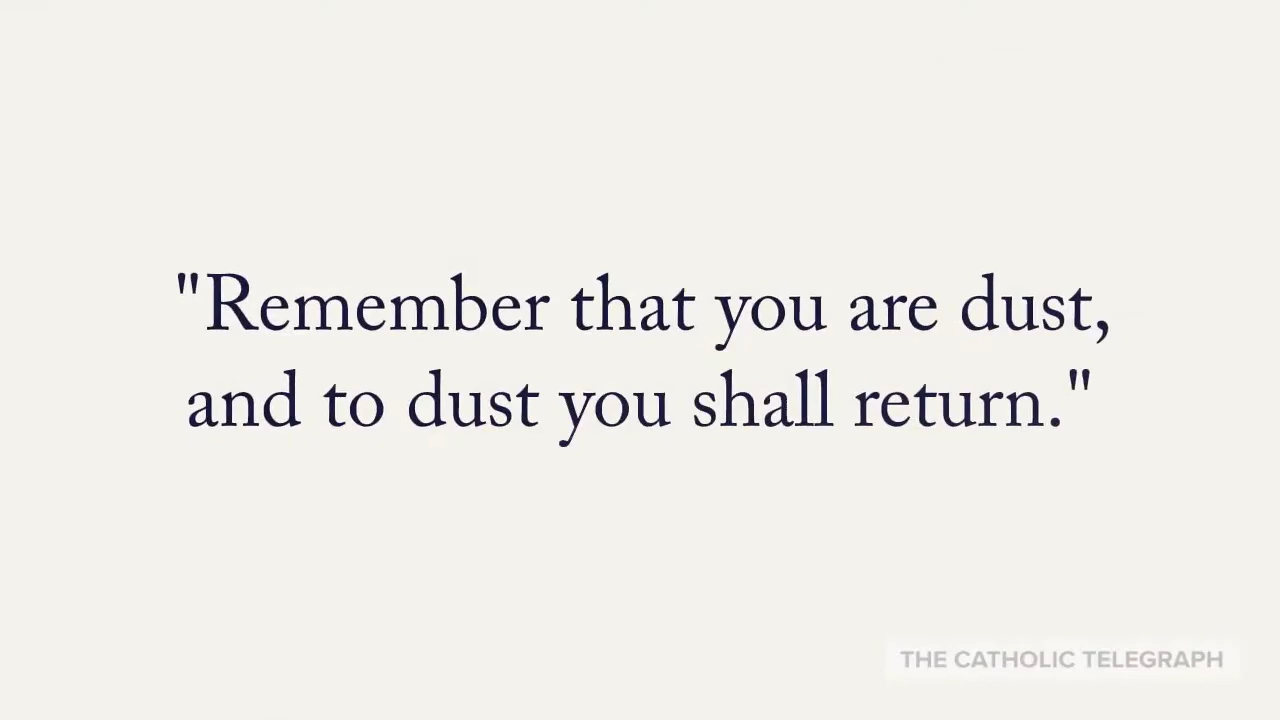 "Remember that you are dust,
and to dust you shall return."
THE CATHOLIC TELEGRAPH